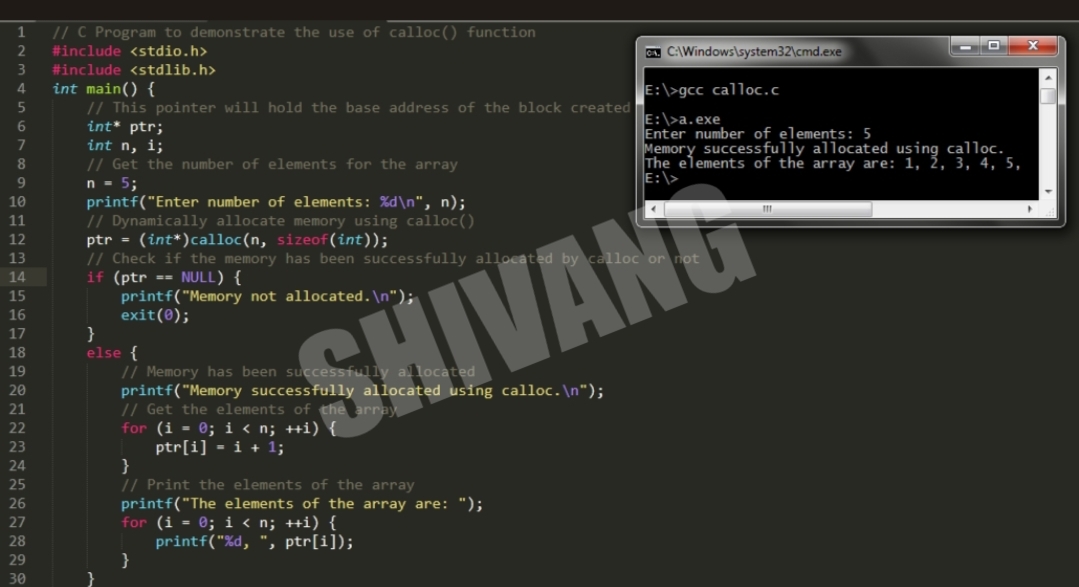 1 // C Program to demonstrate the use of calloc() function
2 #include <stdio.h>
3 #include <stdlib.h>
4 int main() {
5 // This pointer will hold the base address of the block created
6 int* ptr;
7 int n, i;
8 // Get the number of elements for the array
9 n = 5;
10 printf("Enter number of elements: %d\n", n);
11 // Dynamically allocate memory using calloc()
12 ptr = (int*)calloc(n, sizeof(int));
13 // Check if the memory has been successfully allocated by calloc or not
14 if (ptr == NULL) {
15 printf("Memory not allocated.\n");
16 exit(0);
17 }
18 else {
19 // Memory has been successfully allocated
20 printf("Memory successfully allocated using calloc.\n");
21 // Get the elements of the array
22 for (i = 0; i < n; ++i) {
23 ptr[i] = i + 1;
24 }
25 // Print the elements of the array
26 printf("The elements of the array are: ");
27 for (i = 0; i < n; ++i) {
28 printf("%d, ", ptr[i]);
29 }
30 }
C:\Windows\system32\cmd.exe
E:\>gcc calloc.c
E:\>a.exe
Enter number of elements: 5
Memory successfully allocated using calloc.
The elements of the array are: 1, 2, 3, 4, 5,
E:\>
SHIVANG